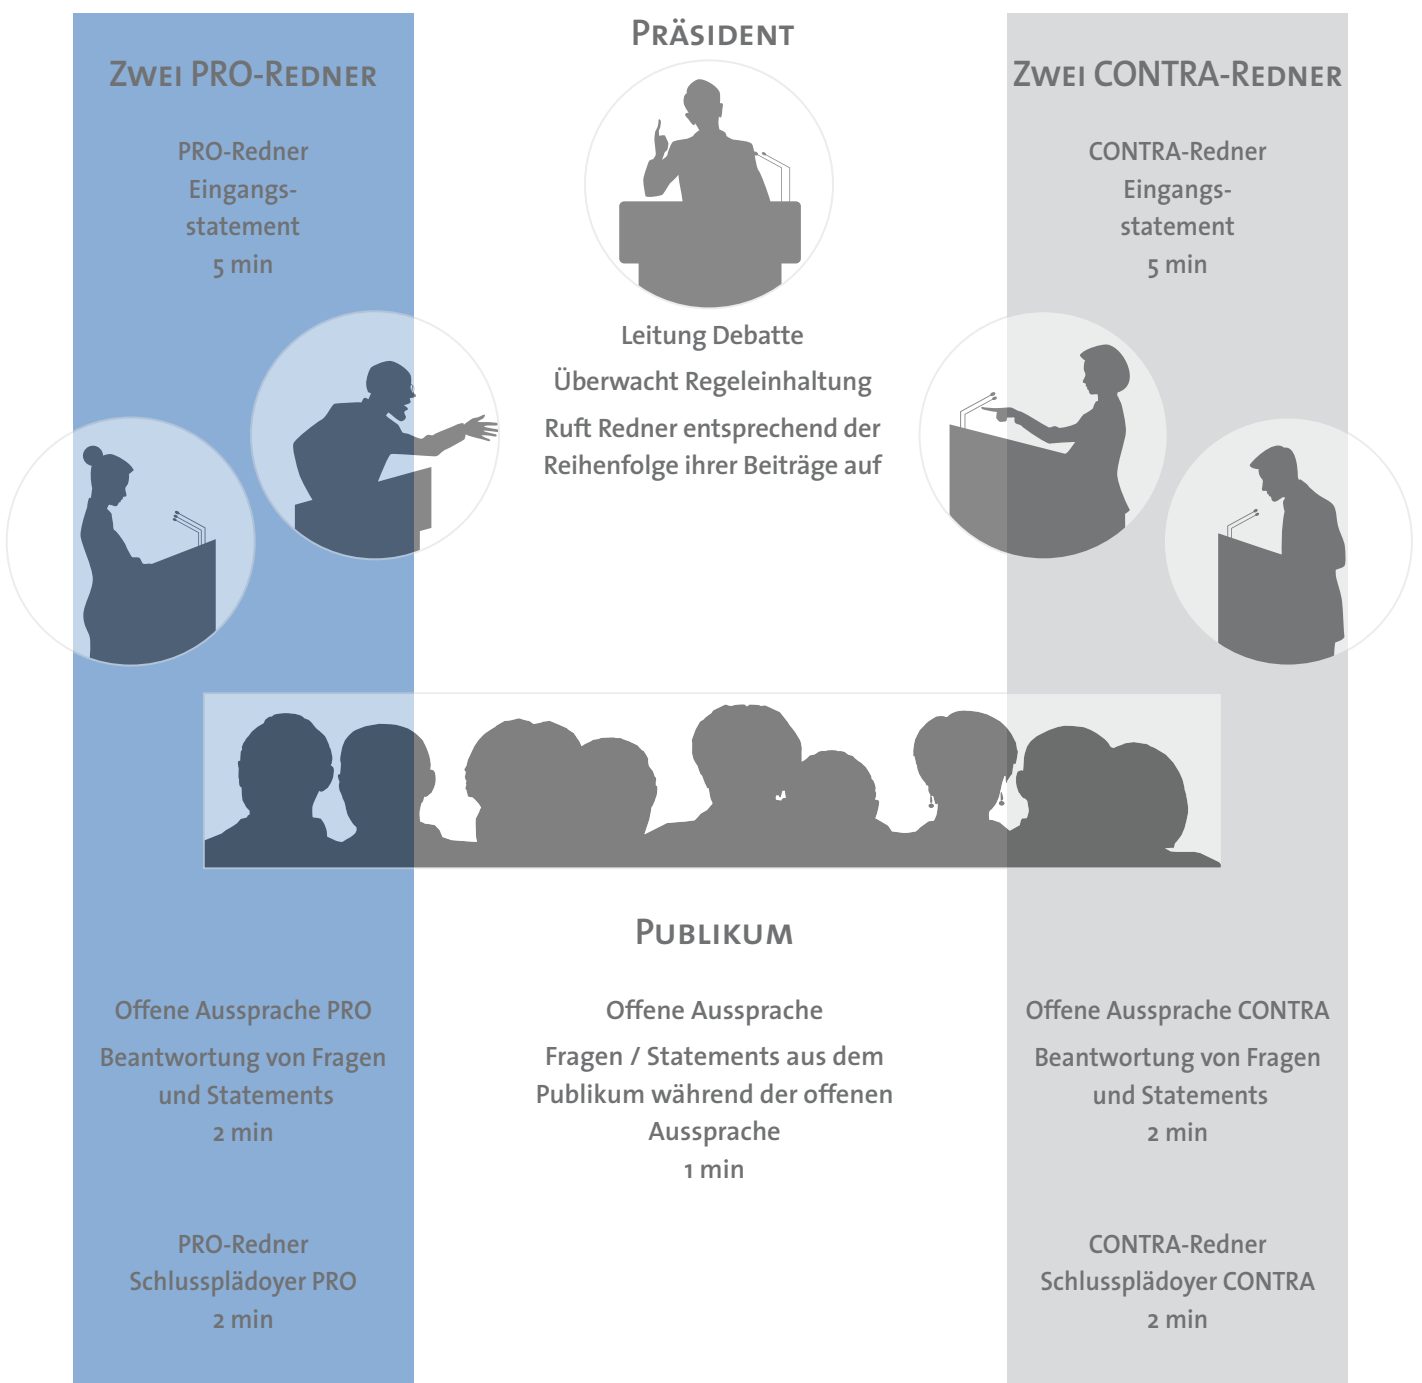 PRÄSIDENT
ZWEI PRO-REDNER
PRO-Redner
Eingangs-
statement
5 min
Leitung Debatte
Überwacht Regeleinhaltung
Ruft Redner entsprechend der
Reihenfolge ihrer Beiträge auf
ZWEI CONTRA-REDNER
CONTRA-Redner
Eingangs-
statement
5 min
PUBLIKUM
Offene Aussprache PRO
Beantwortung von Fragen
und Statements
2 min
Offene Aussprache
Fragen / Statements aus dem
Publikum während der offenen
Aussprache
1 min
Offene Aussprache CONTRA
Beantwortung von Fragen
und Statements
2 min
PRO-Redner
Schlussplädoyer PRO
2 min
CONTRA-Redner
Schlussplädoyer CONTRA
2 min